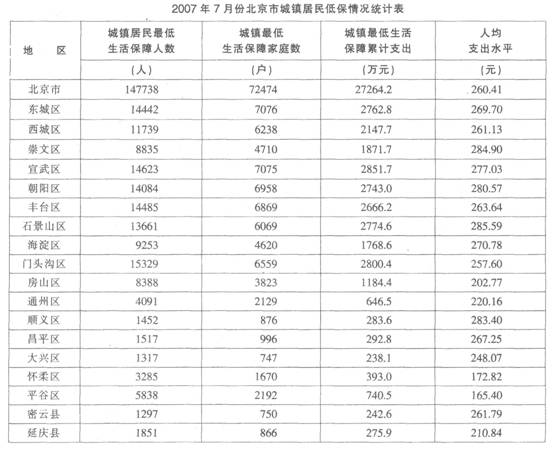 2007年7月份北京市城镇居民低保情况统计表
地 区 城镇居民最低生活保障人数 城镇最低生活保障家庭数 城镇最低生活保障累计支出 人均支出水平
(人) (户) (万元) (元)
北京市 147738 72474 27264.2 260.41
东城区 14442 7076 2762.8 269.70
西城区 11739 6238 2147.7 261.13
崇文区 8835 4710 1871.7 284.90
宣武区 14623 7075 2851.7 277.03
朝阳区 14084 6958 2743.0 280.57
丰台区 14485 6869 2666.2 263.64
石景山区 13661 6069 2774.6 285.59
海淀区 9253 4620 1768.6 270.78
门头沟区 15329 6559 2800.4 257.60
房山区 8388 3823 1184.4 202.77
通州区 4091 2129 646.5 220.16
顺义区 1452 876 283.6 283.40
昌平区 1517 996 292.8 267.25
大兴区 1317 747 238.1 248.07
怀柔区 3285 1670 393.0 172.82
平谷区 5838 2192 740.5 165.40
密云县 1297 750 242.6 261.79
延庆县 1851 866 275.9 210.84